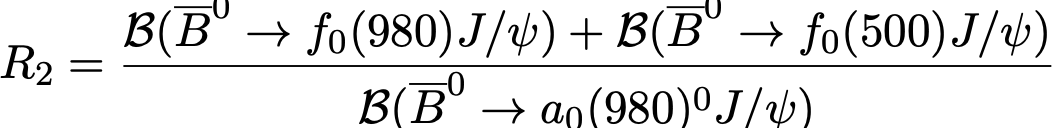 R_2 = \frac{\mathcal{B}(\overline{B}^0 \to f_0(980)J/\psi) + \mathcal{B}(\overline{B}^0 \to f_0(500)J/\psi)}{\mathcal{B}(\overline{B}^0 \to a_0(980)^0 J/\psi)}